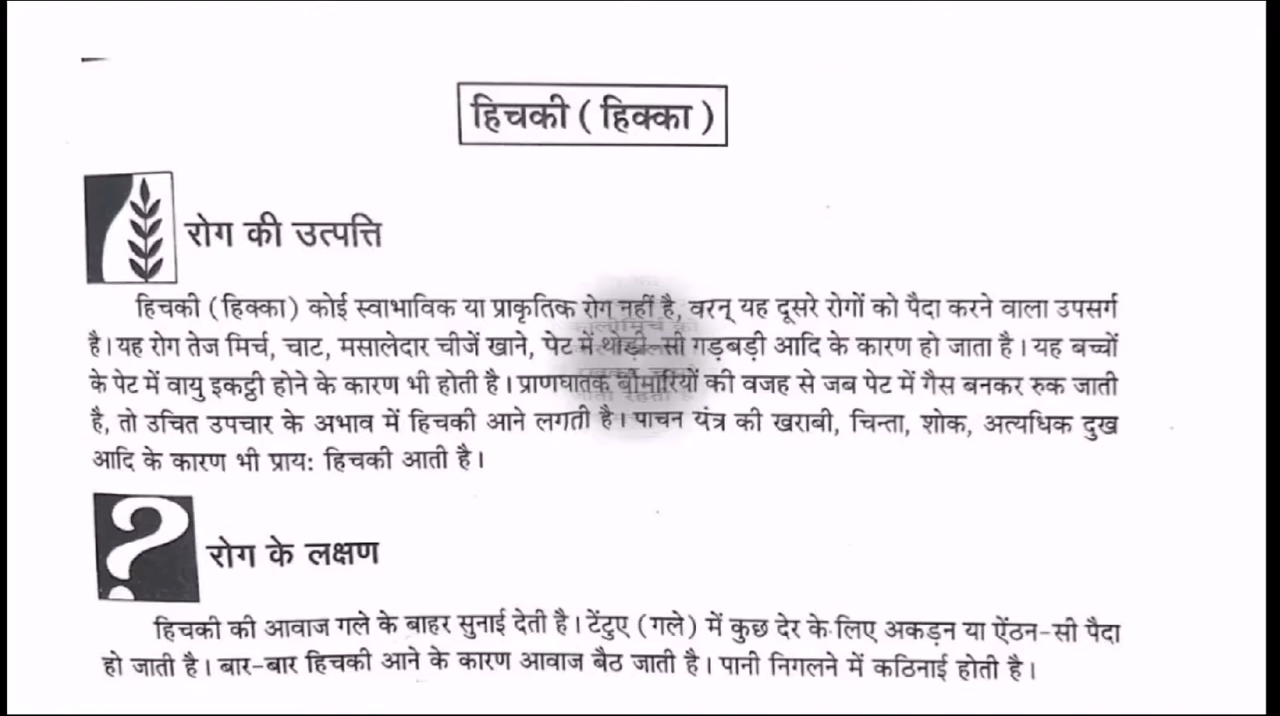 हिचकी ( हिक्का )
रोग की उत्पत्ति
हिचकी (हिक्का) कोई स्वाभाविक या प्राकृतिक रोग नहीं है, वरन् यह दूसरे रोगों को पैदा करने वाला उपसर्ग
है। यह रोग तेज मिर्च, चाट, मसालेदार चीजें खाने, पेट में थोड़ी-सी गड़बड़ी आदि के कारण हो जाता है। यह बच्चों
के पेट में वायु इकट्ठी होने के कारण भी होती है। प्राणघातक बीमारियों की वजह से जब पेट में गैस बनकर रुक जाती
है, तो उचित उपचार के अभाव में हिचकी आने लगती है। पाचन यंत्र की खराबी, चिन्ता, शोक, अत्यधिक दुख
आदि के कारण भी प्राय: हिचकी आती है।
रोग के लक्षण
हिचकी की आवाज गले के बाहर सुनाई देती है। टेंटुए (गले) में कुछ देर के लिए अकड़न या ऐंठन-सी पैदा
हो जाती है। बार-बार हिचकी आने के कारण आवाज बैठ जाती है। पानी निगलने में कठिनाई होती है।